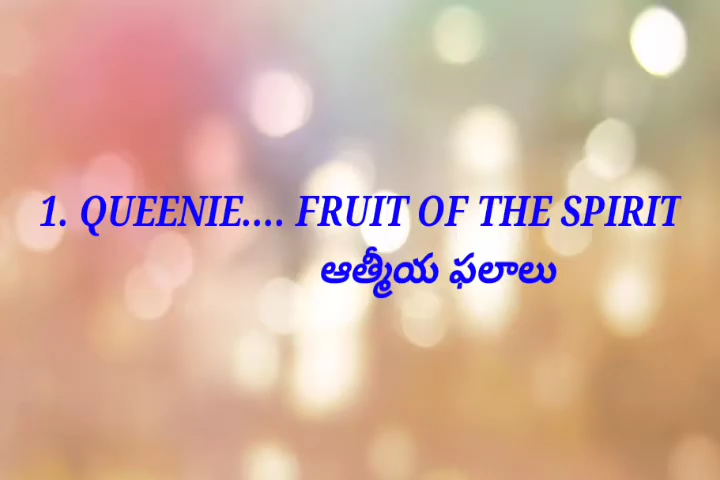 1. QUEENIE.... FRUIT OF THE SPIRIT
ఆత్మీయ ఫలాలు